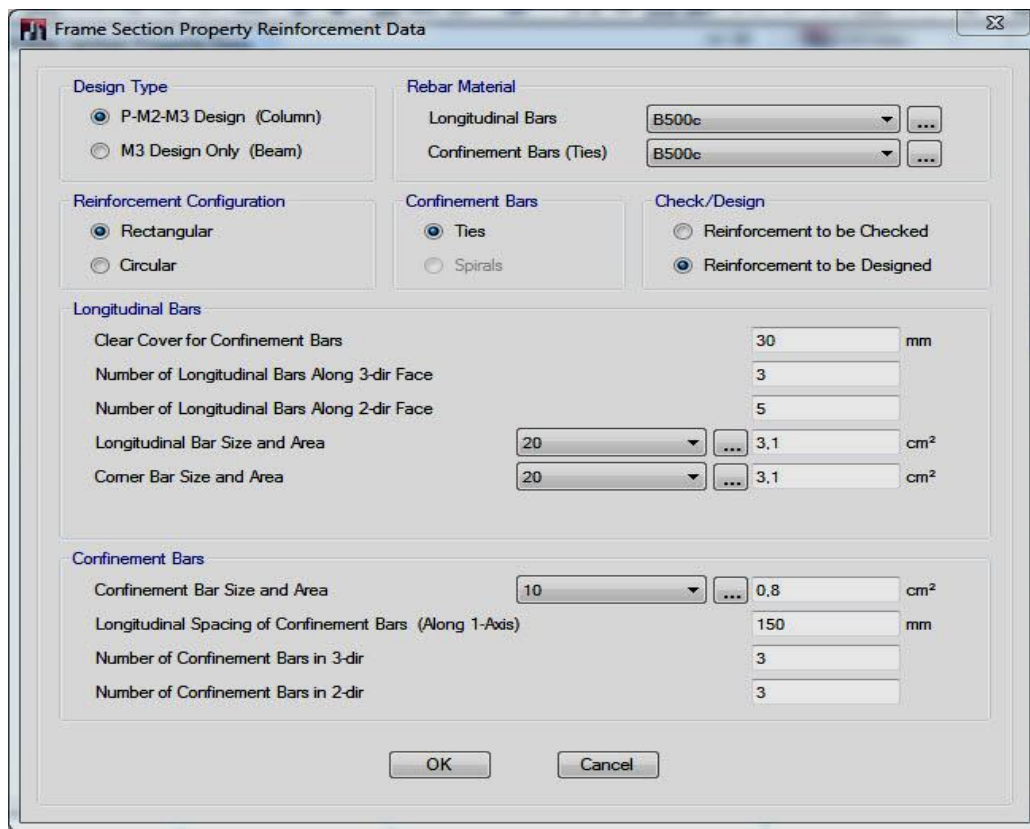 Frame Section Property Reinforcement Data
Design Type
P-M2-M3 Design (Column)
M3 Design Only (Beam)
Rebar Material
Longitudinal Bars B500c ...
Confinement Bars (Ties) B500c ...
Reinforcement Configuration
Rectangular
Circular
Confinement Bars
Ties
Spirals
Check/Design
Reinforcement to be Checked
Reinforcement to be Designed
Longitudinal Bars
Clear Cover for Confinement Bars 30 mm
Number of Longitudinal Bars Along 3-dir Face 3
Number of Longitudinal Bars Along 2-dir Face 5
Longitudinal Bar Size and Area 20 ... 3,1 cm²
Corner Bar Size and Area 20 ... 3,1 cm²
Confinement Bars
Confinement Bar Size and Area 10 ... 0,8 cm²
Longitudinal Spacing of Confinement Bars (Along 1-Axis) 150 mm
Number of Confinement Bars in 3-dir 3
Number of Confinement Bars in 2-dir 3
OK Cancel